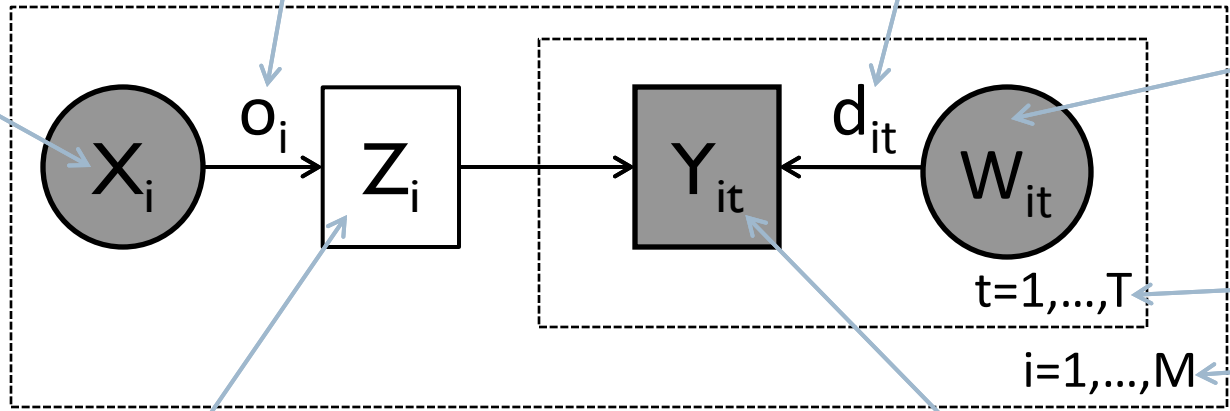 X_i o_i Z_i Y_it d_it W_it
t=1,...,T
i=1,...,M